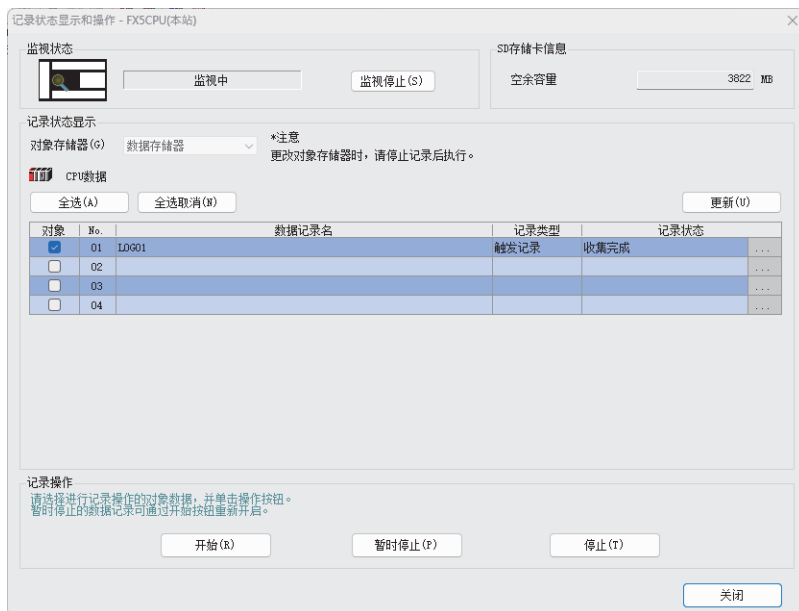 记录状态显示和操作 - FX5CPU(本站)
监视状态
监视中
监视停止(S)
SD存储卡信息
空余容量
3822 MB
记录状态显示
对象存储器(G)
数据存储器
*注意
更改对象存储器时，请停止记录后执行。
CPU数据
全选(A)
全选取消(N)
更新(U)
对象 No. 数据记录名 记录类型 记录状态
01 LOG01 触发记录 收集完成 ...
02 ...
03 ...
04 ...
记录操作
请选择进行记录操作的对象数据，并单击操作按钮。
暂时停止的数据记录可通过开始按钮重新开启。
开始(R)
暂时停止(P)
停止(T)
关闭